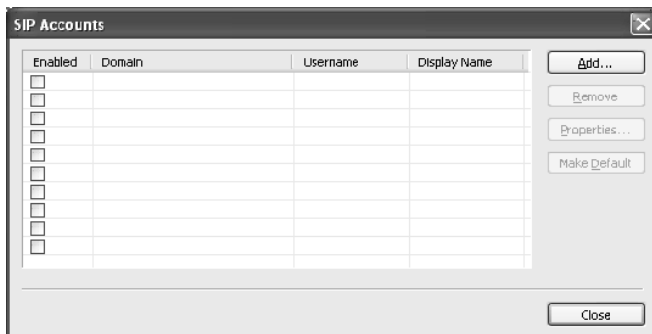 SIP Accounts
Enabled Domain Username Display Name
Add...
Remove
Properties...
Make Default
Close